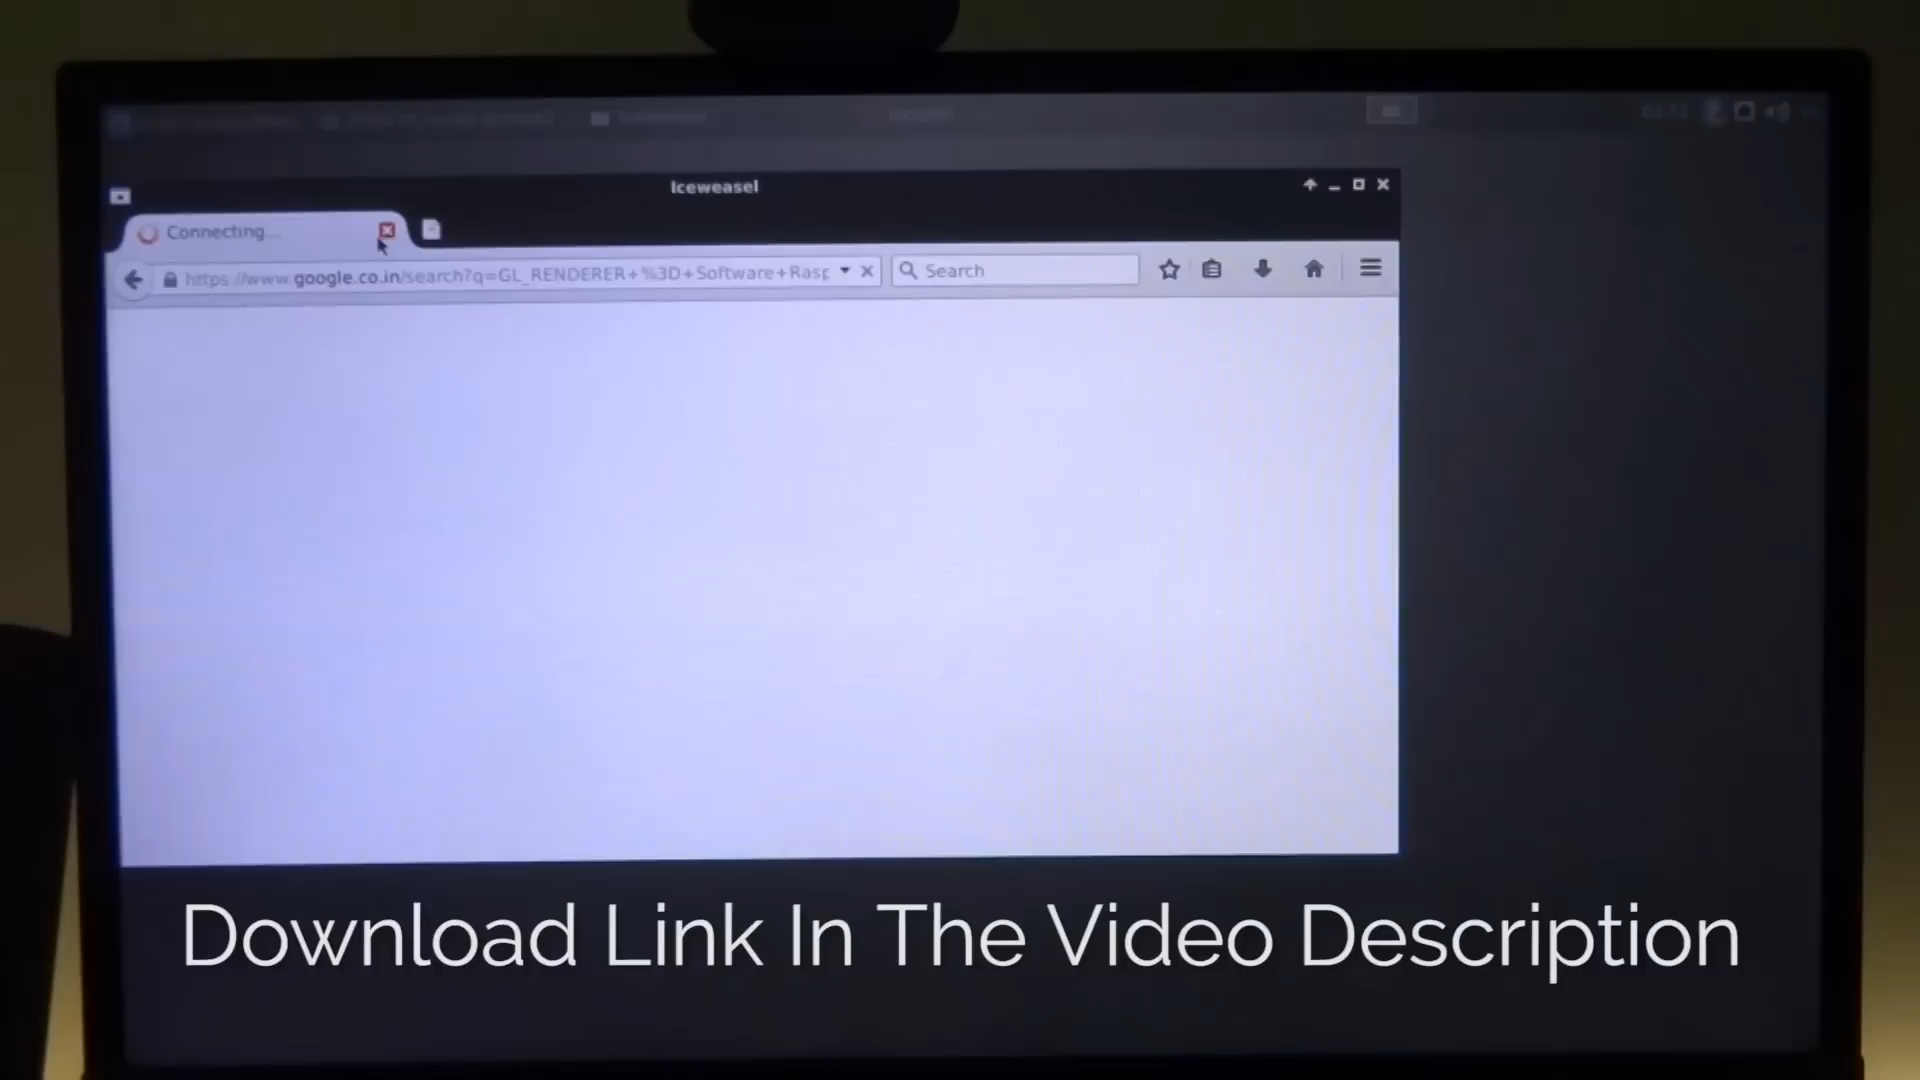 Iceweasel
Connecting...
https://www.google.co.in/search?q=GL_RENDERER+%3D+Software+Rasp
Search
Download Link In The Video Description